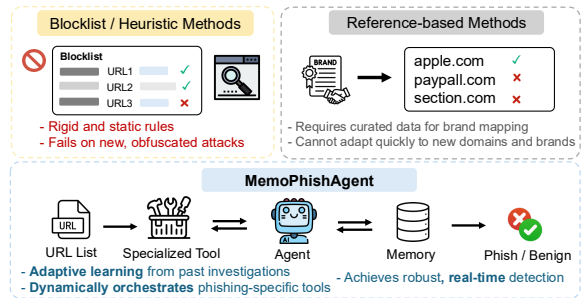 Blocklist / Heuristic Methods
Blocklist
URL1
URL2
URL3
- Rigid and static rules
- Fails on new, obfuscated attacks
Reference-based Methods
BRAND
apple.com
paypall.com
section.com
- Requires curated data for brand mapping
- Cannot adapt quickly to new domains and brands
MemoPhishAgent
URL
AI
URL List
Specialized Tool
Agent
Memory
Phish / Benign
- Adaptive learning from past investigations
- Dynamically orchestrates phishing-specific tools
- Achieves robust, real-time detection